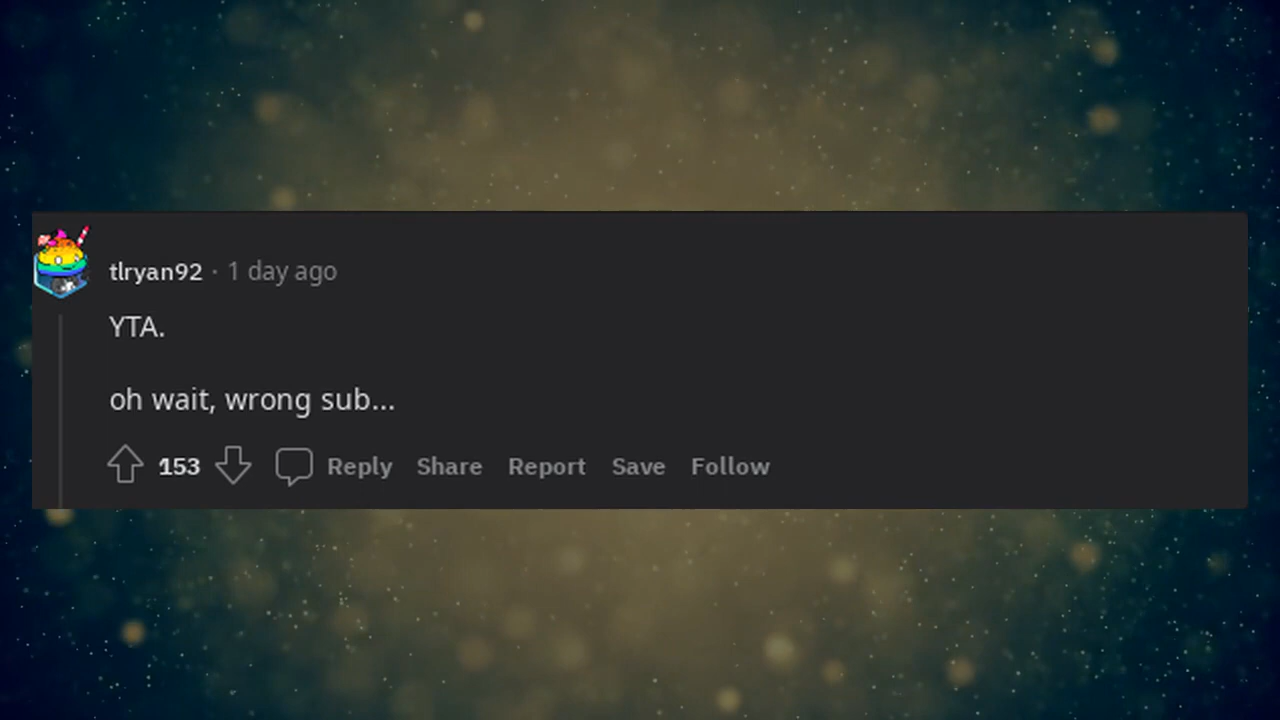 tlryan92 · 1 day ago
YTA.
oh wait, wrong sub...
153 Reply Share Report Save Follow